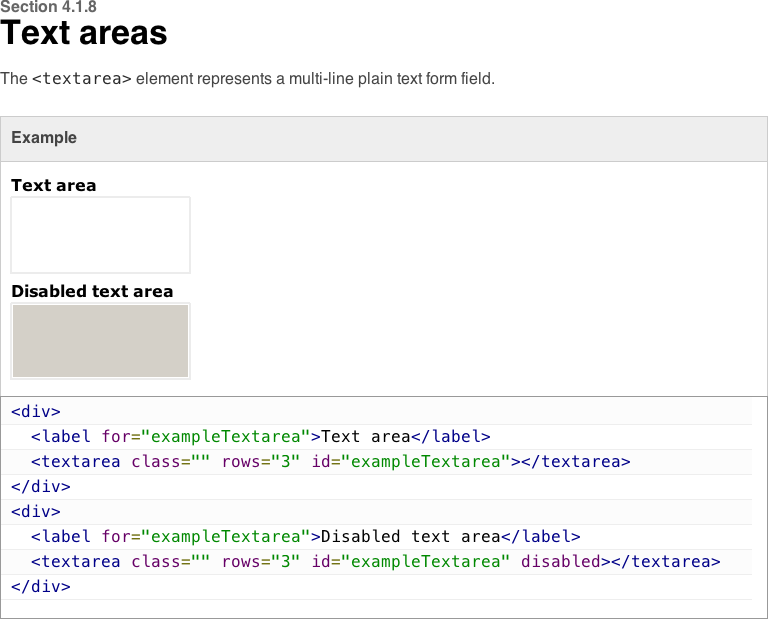 Section 4.1.8
Text areas
The <textarea> element represents a multi-line plain text form field.
Example
Text area
Disabled text area
<div>
  <label for="exampleTextarea">Text area</label>
  <textarea class="" rows="3" id="exampleTextarea"></textarea>
</div>
<div>
  <label for="exampleTextarea">Disabled text area</label>
  <textarea class="" rows="3" id="exampleTextarea" disabled></textarea>
</div>